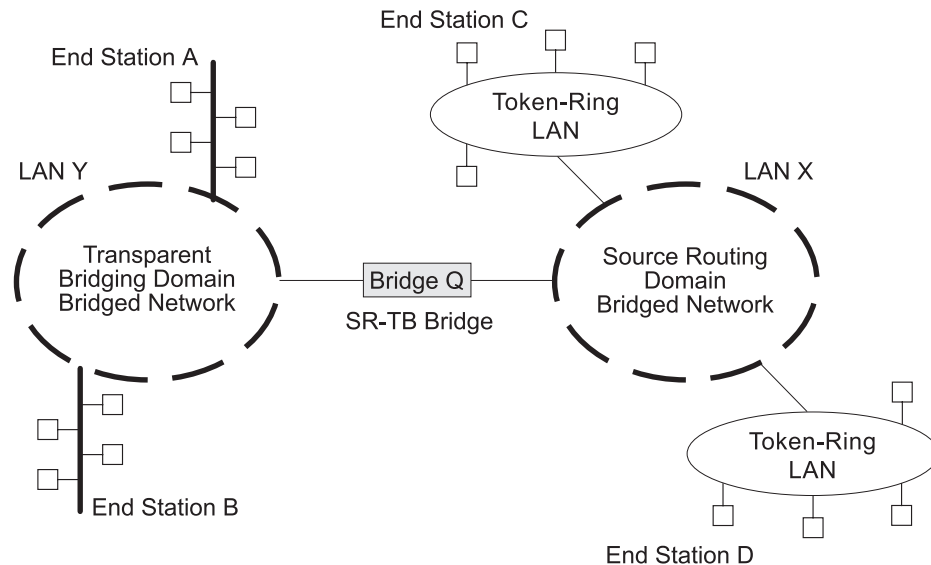 End Station C
End Station A
Token-Ring
LAN
LAN Y
LAN X
Transparent
Bridging Domain
Bridged Network
Bridge Q
SR-TB Bridge
Source Routing
Domain
Bridged Network
Token-Ring
LAN
End Station B
End Station D